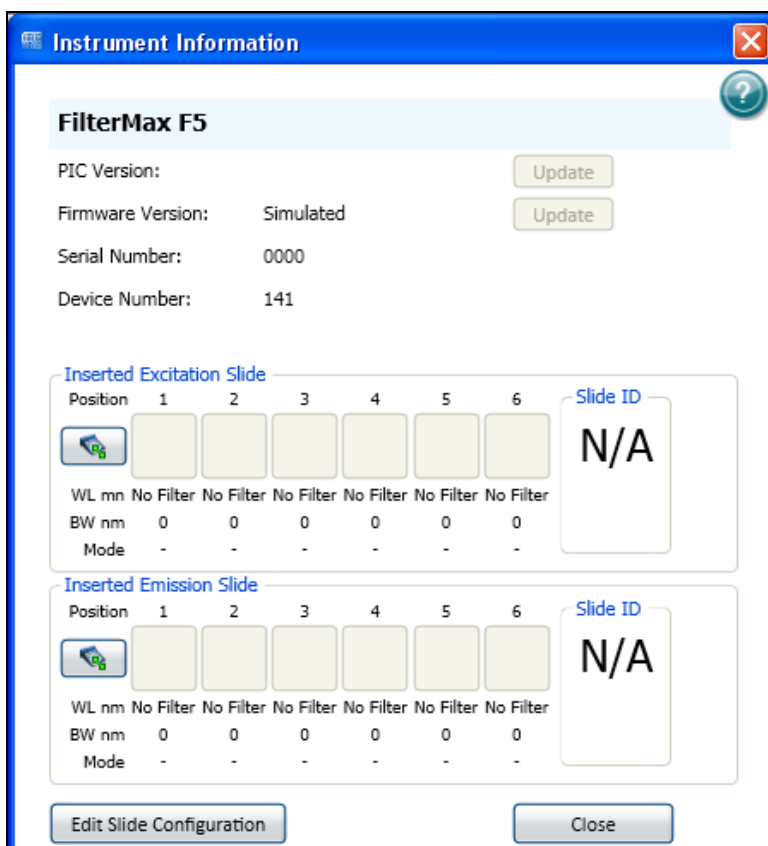 Instrument Information
?
FilterMax F5
PIC Version: Update
Firmware Version: Simulated Update
Serial Number: 0000
Device Number: 141
Inserted Excitation Slide
Position 1 2 3 4 5 6 Slide ID
N/A
WL mn No Filter No Filter No Filter No Filter No Filter No Filter
BW nm 0 0 0 0 0 0
Mode - - - - - -
Inserted Emission Slide
Position 1 2 3 4 5 6 Slide ID
N/A
WL nm No Filter No Filter No Filter No Filter No Filter No Filter
BW nm 0 0 0 0 0 0
Mode - - - - - -
Edit Slide Configuration Close